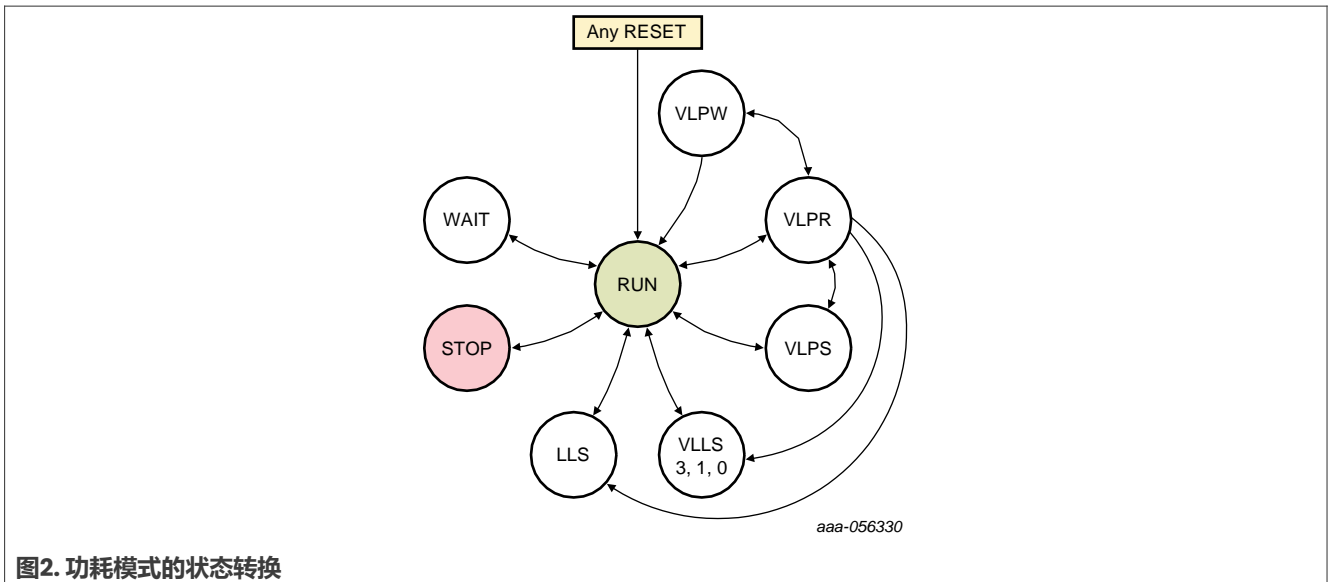 Any RESET
VLPW
WAIT
VLPR
RUN
STOP
VLPS
LLS
VLLS
3, 1, 0
aaa-056330
图2. 功耗模式的状态转换